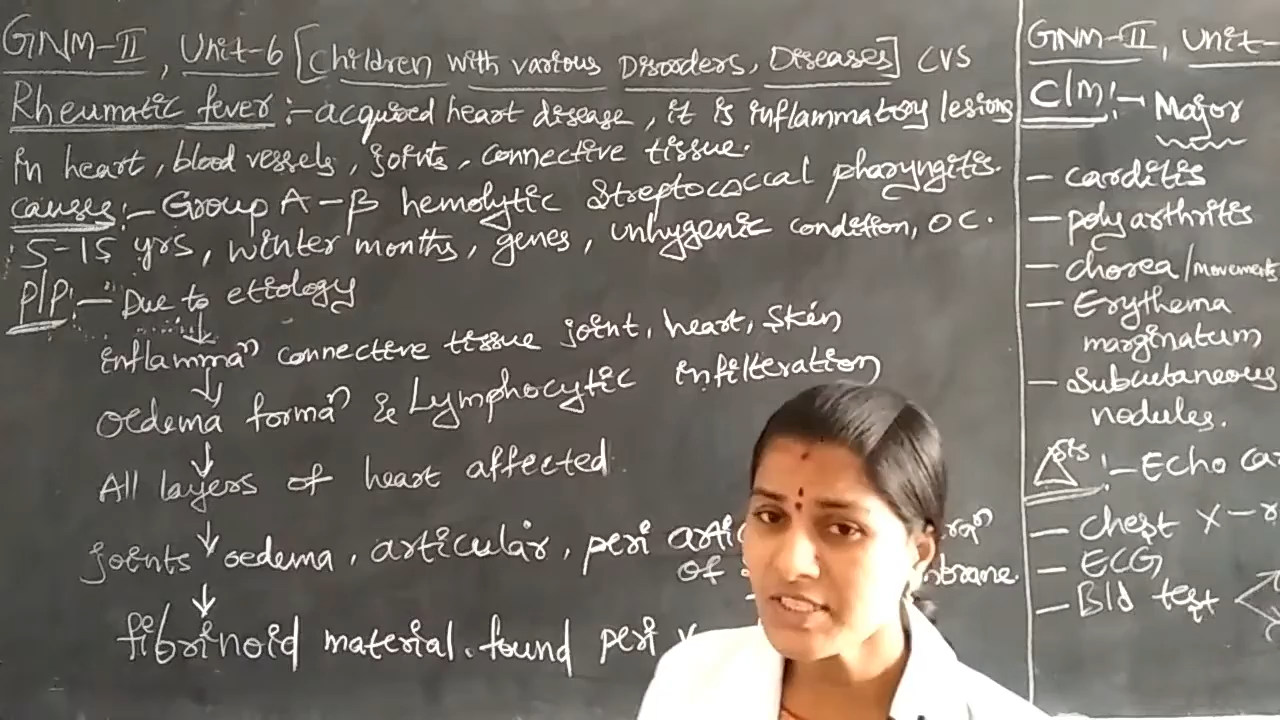 GNM-II, Unit-6 [Children with various Disorders, Diseases] CVS
Rheumatic fever :- acquired heart disease, it is inflammatory lesions
in heart, blood vessels, joints, connective tissue.
causes :- Group A-β hemolytic streptococcal pharyngitis.
5-15 yrs, winter months, genes, unhygenic condition, OC.
P/P :- Due to etiology
↓
inflammaⁿ connective tissue joint, heart, skin
↓
oedema formaⁿ & Lymphocytic infilteration
↓
All layers of heart affected
↓
joints oedema, articular, peri
of
↓
fibrinoid material found peri
GNM-II, Unit-
C/M :- Major
- carditis
- polyarthritis
- chorea/movements
- Erythema
marginatum
- Subcutaneous
nodules.
△sis :- Echo
- chest X-
- ECG
- Bld test